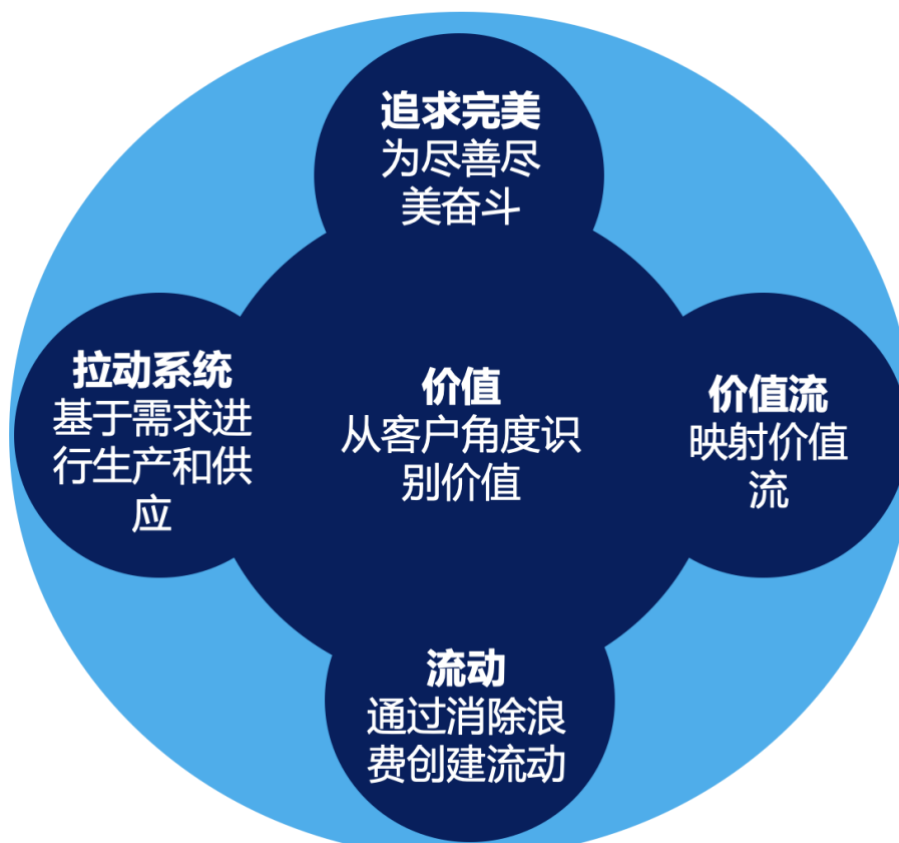 追求完美
为尽善尽
美奋斗
拉动系统
基于需求进
行生产和供
应
价值
从客户角度识
别价值
价值流
映射价值
流
流动
通过消除浪
费创建流动